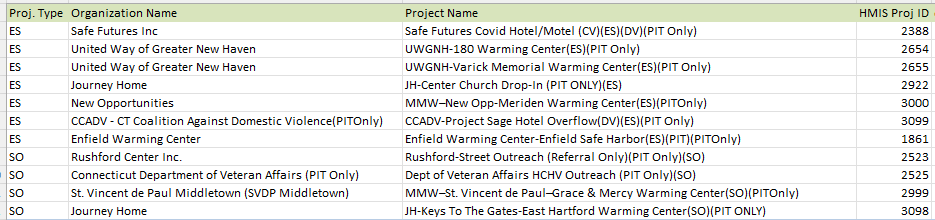 Proj. Type Organization Name Project Name HMIS Proj ID
ES Safe Futures Inc Safe Futures Covid Hotel/Motel (CV)(ES)(DV)(PIT Only) 2388
ES United Way of Greater New Haven UWGNH-180 Warming Center(ES)(PIT Only) 2654
ES United Way of Greater New Haven UWGNH-Varick Memorial Warming Center(ES)(PIT Only) 2655
ES Journey Home JH-Center Church Drop-In (PIT ONLY)(ES) 2922
ES New Opportunities MMW–New Opp-Meriden Warming Center(ES)(PITOnly) 3000
ES CCADV - CT Coalition Against Domestic Violence(PITOnly) CCADV-Project Sage Hotel Overflow(DV)(ES)(PIT Only) 3099
ES Enfield Warming Center Enfield Warming Center-Enfield Safe Harbor(ES)(PIT)(PITOnly) 1861
SO Rushford Center Inc. Rushford-Street Outreach (Referral Only)(PIT Only)(SO) 2523
SO Connecticut Department of Veteran Affairs (PIT Only) Dept of Veteran Affairs HCHV Outreach (PIT Only)(SO) 2525
SO St. Vincent de Paul Middletown (SVDP Middletown) MMW–St. Vincent de Paul–Grace & Mercy Warming Center(SO)(PITOnly) 2999
SO Journey Home JH-Keys To The Gates-East Hartford Warming Center(SO)(PIT ONLY) 3098